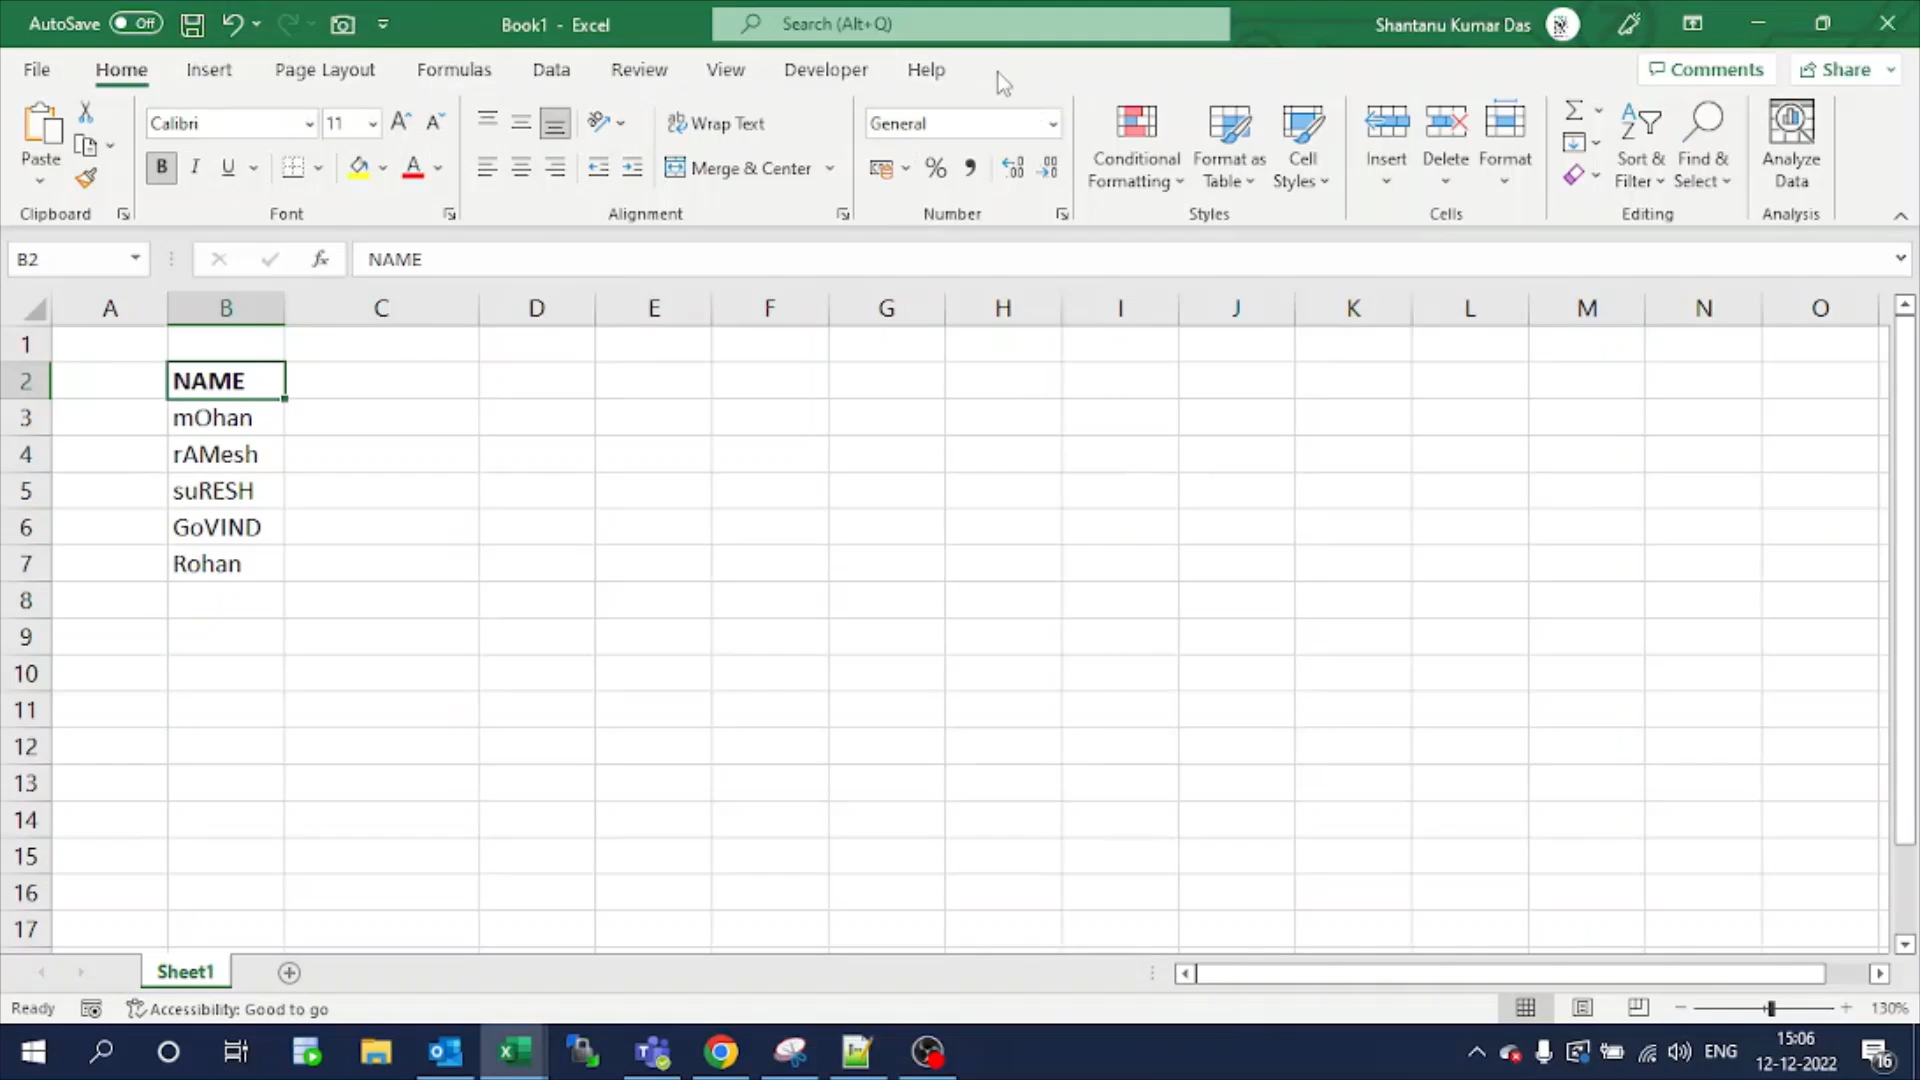 AutoSave Off Book1 - Excel Search (Alt+Q) Shantanu Kumar Das
File Home Insert Page Layout Formulas Data Review View Developer Help Comments Share
Calibri 11 Wrap Text General
Paste B I U Merge & Center % Conditional Formatting Format as Table Cell Styles Insert Delete Format Sort & Filter Find & Select Analyze Data
Clipboard Font Alignment Number Styles Cells Editing Analysis
B2 fx NAME
A B C D E F G H I J K L M N O
1
2 NAME
3 mOhan
4 rAMesh
5 suRESH
6 GoVIND
7 Rohan
8
9
10
11
12
13
14
15
16
17
Sheet1
Ready Accessibility: Good to go 130%
15:06
ENG
12-12-2022
16